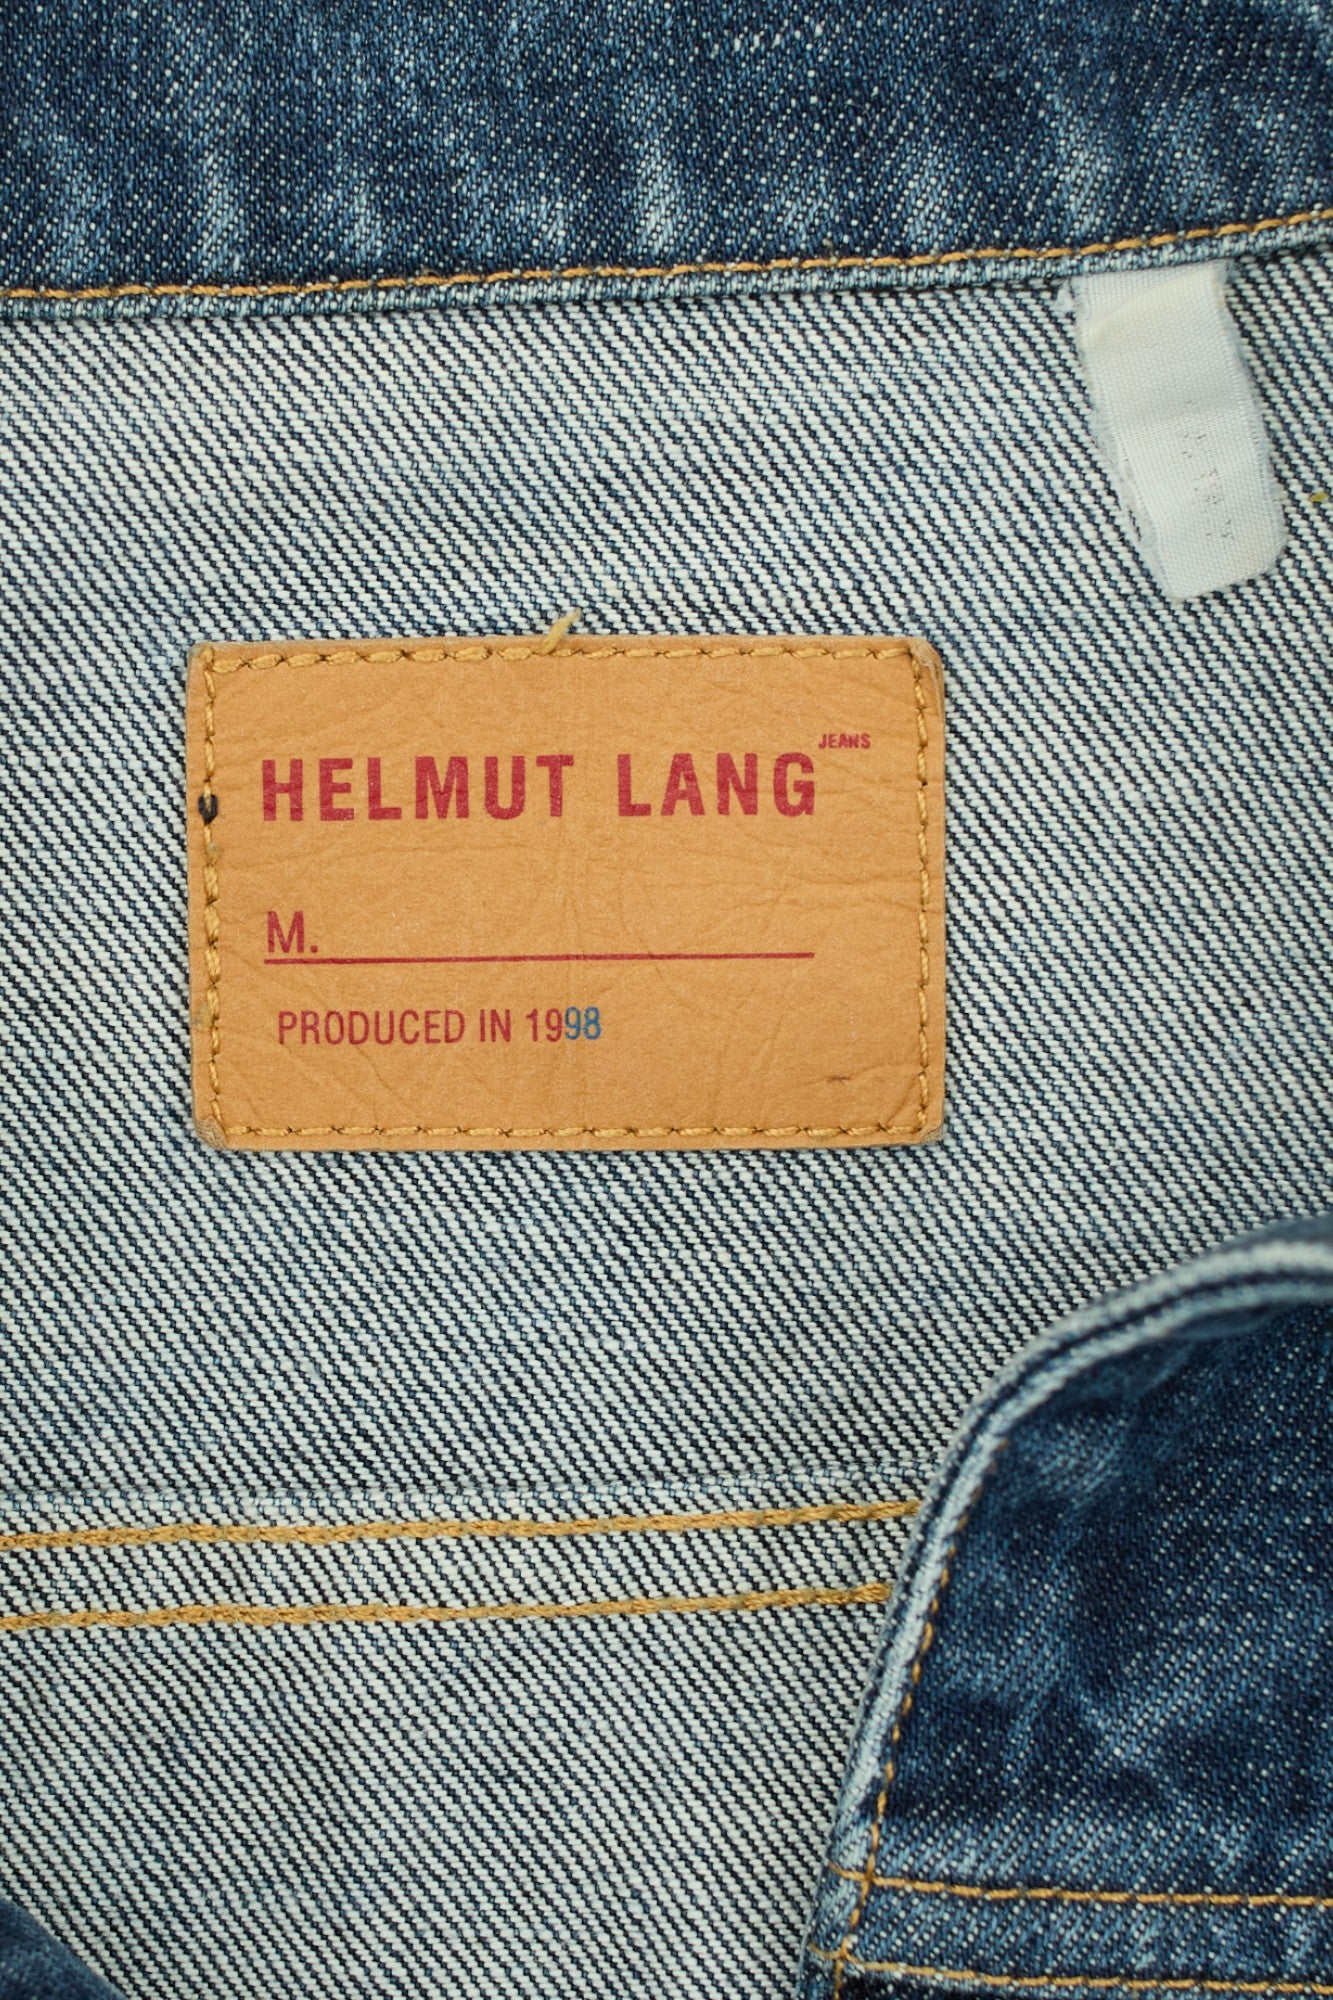 HELMUT LANG JEANS
M.
PRODUCED IN 1998